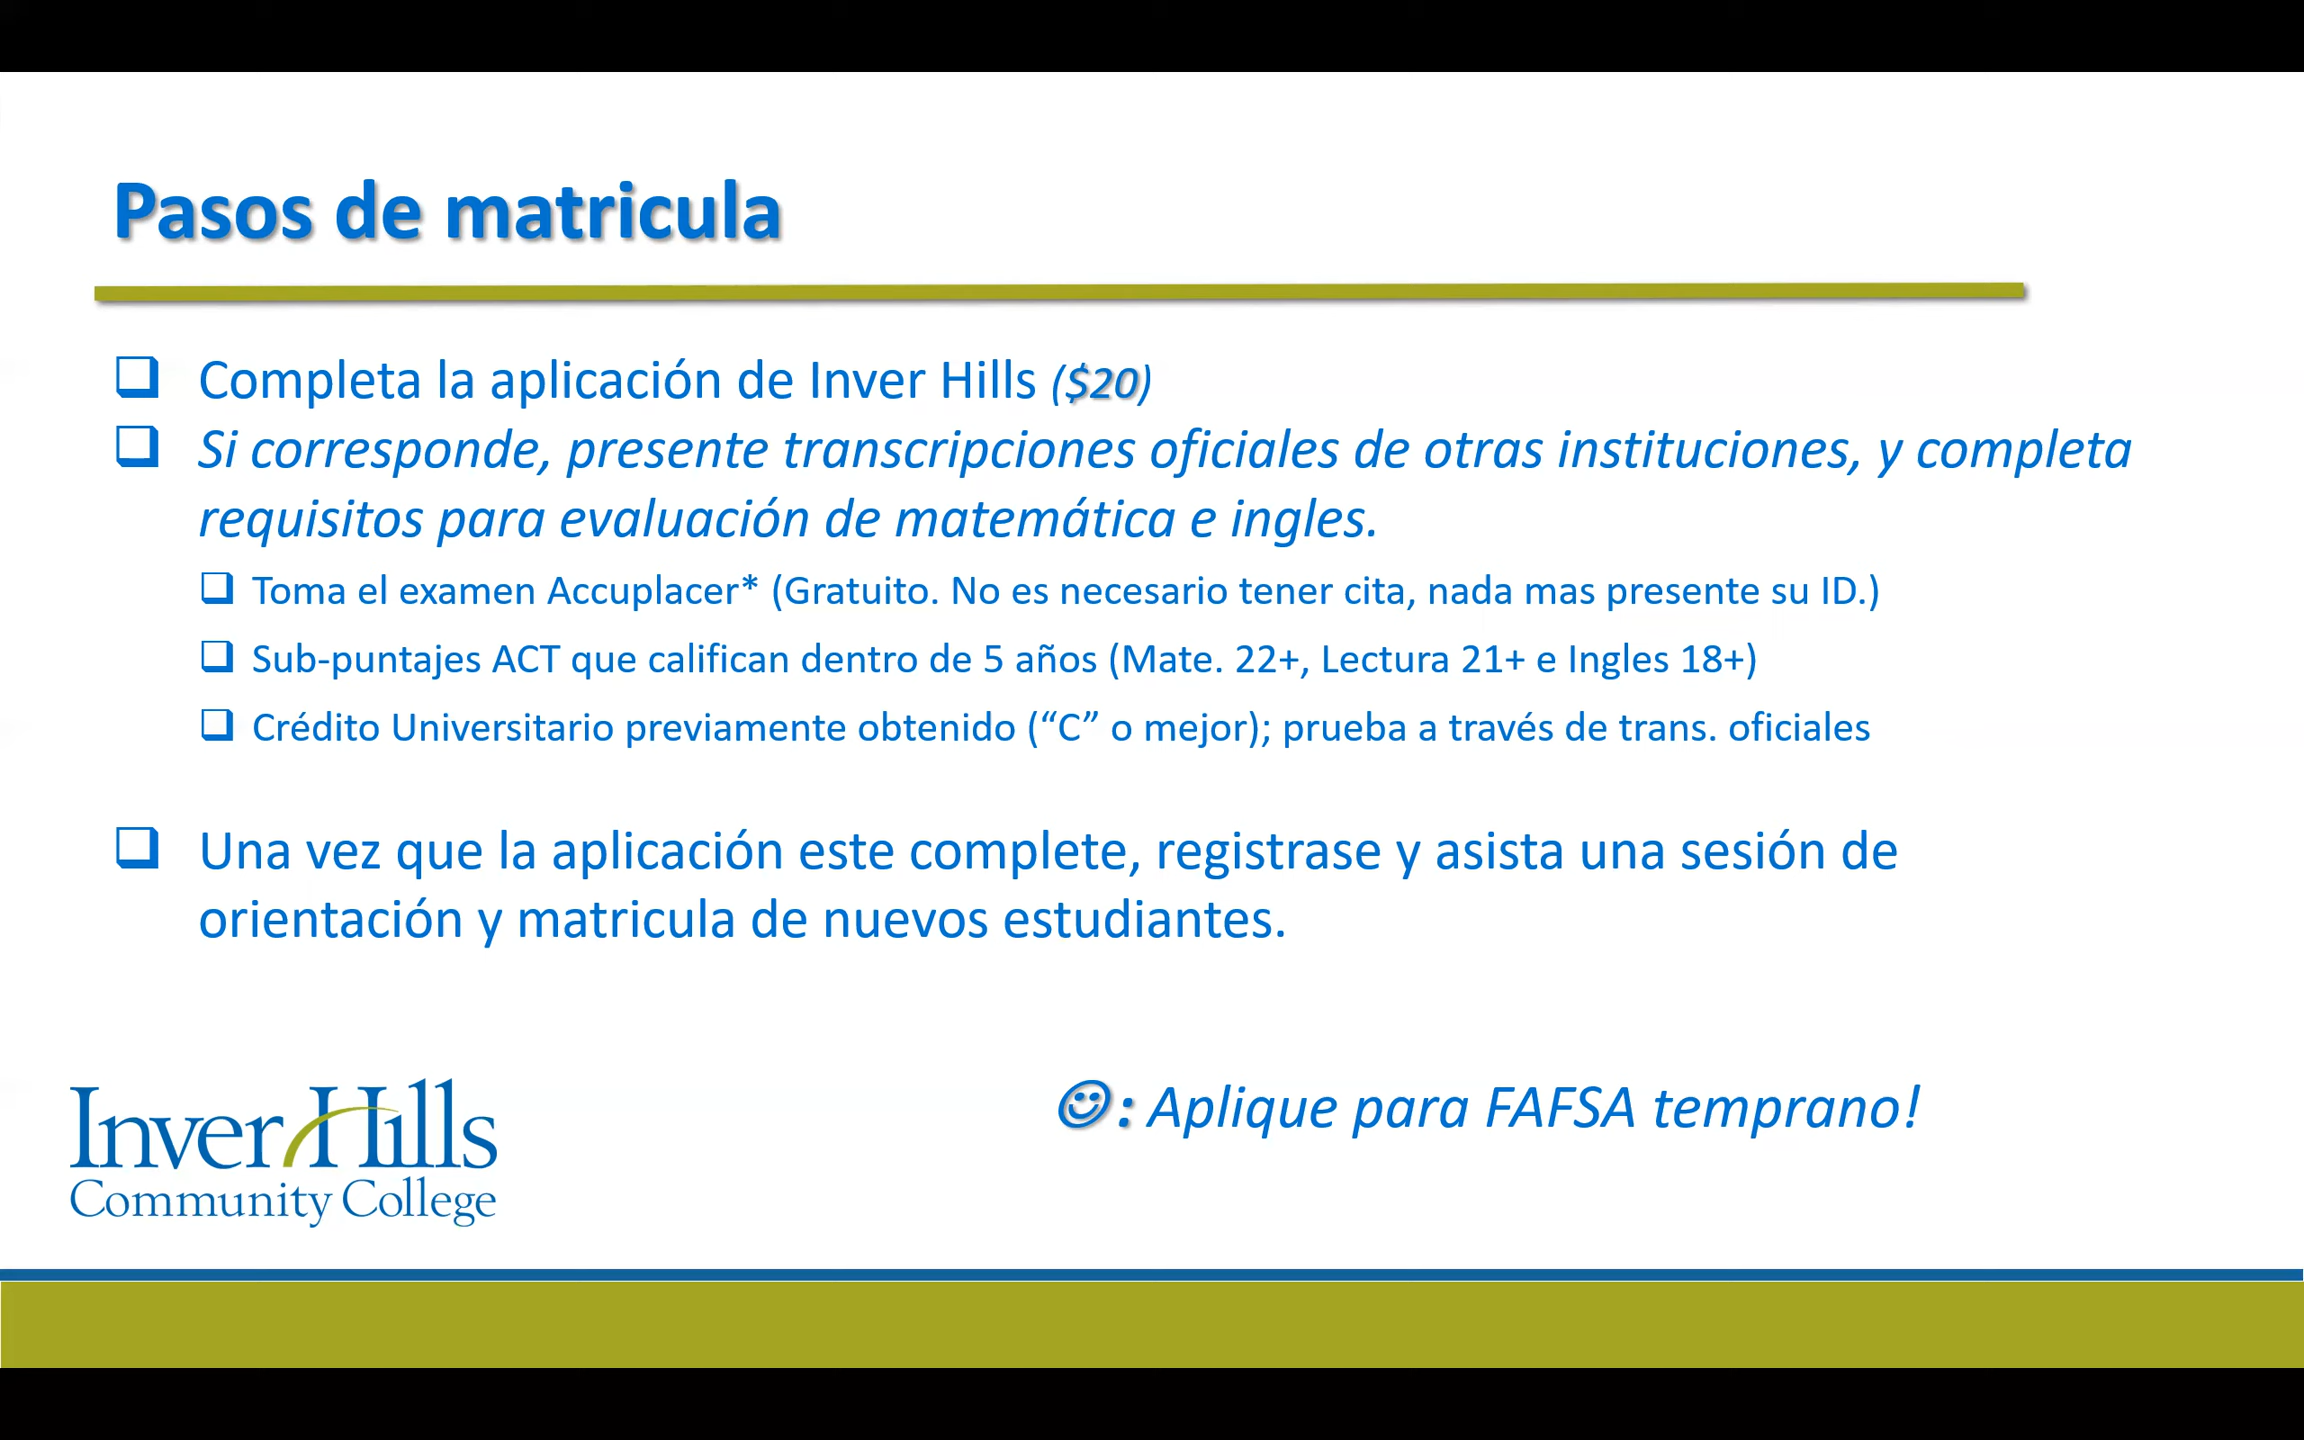 Pasos de matricula
❑ Completa la aplicación de Inver Hills ($20)
❑ Si corresponde, presente transcripciones oficiales de otras instituciones, y completa
requisitos para evaluación de matemática e ingles.
❑ Toma el examen Accuplacer* (Gratuito. No es necesario tener cita, nada mas presente su ID.)
❑ Sub-puntajes ACT que califican dentro de 5 años (Mate. 22+, Lectura 21+ e Ingles 18+)
❑ Crédito Universitario previamente obtenido (“C” o mejor); prueba a través de trans. oficiales
❑ Una vez que la aplicación este complete, registrase y asista una sesión de
orientación y matricula de nuevos estudiantes.
☺: Aplique para FAFSA temprano!
Inver Hills
Community College